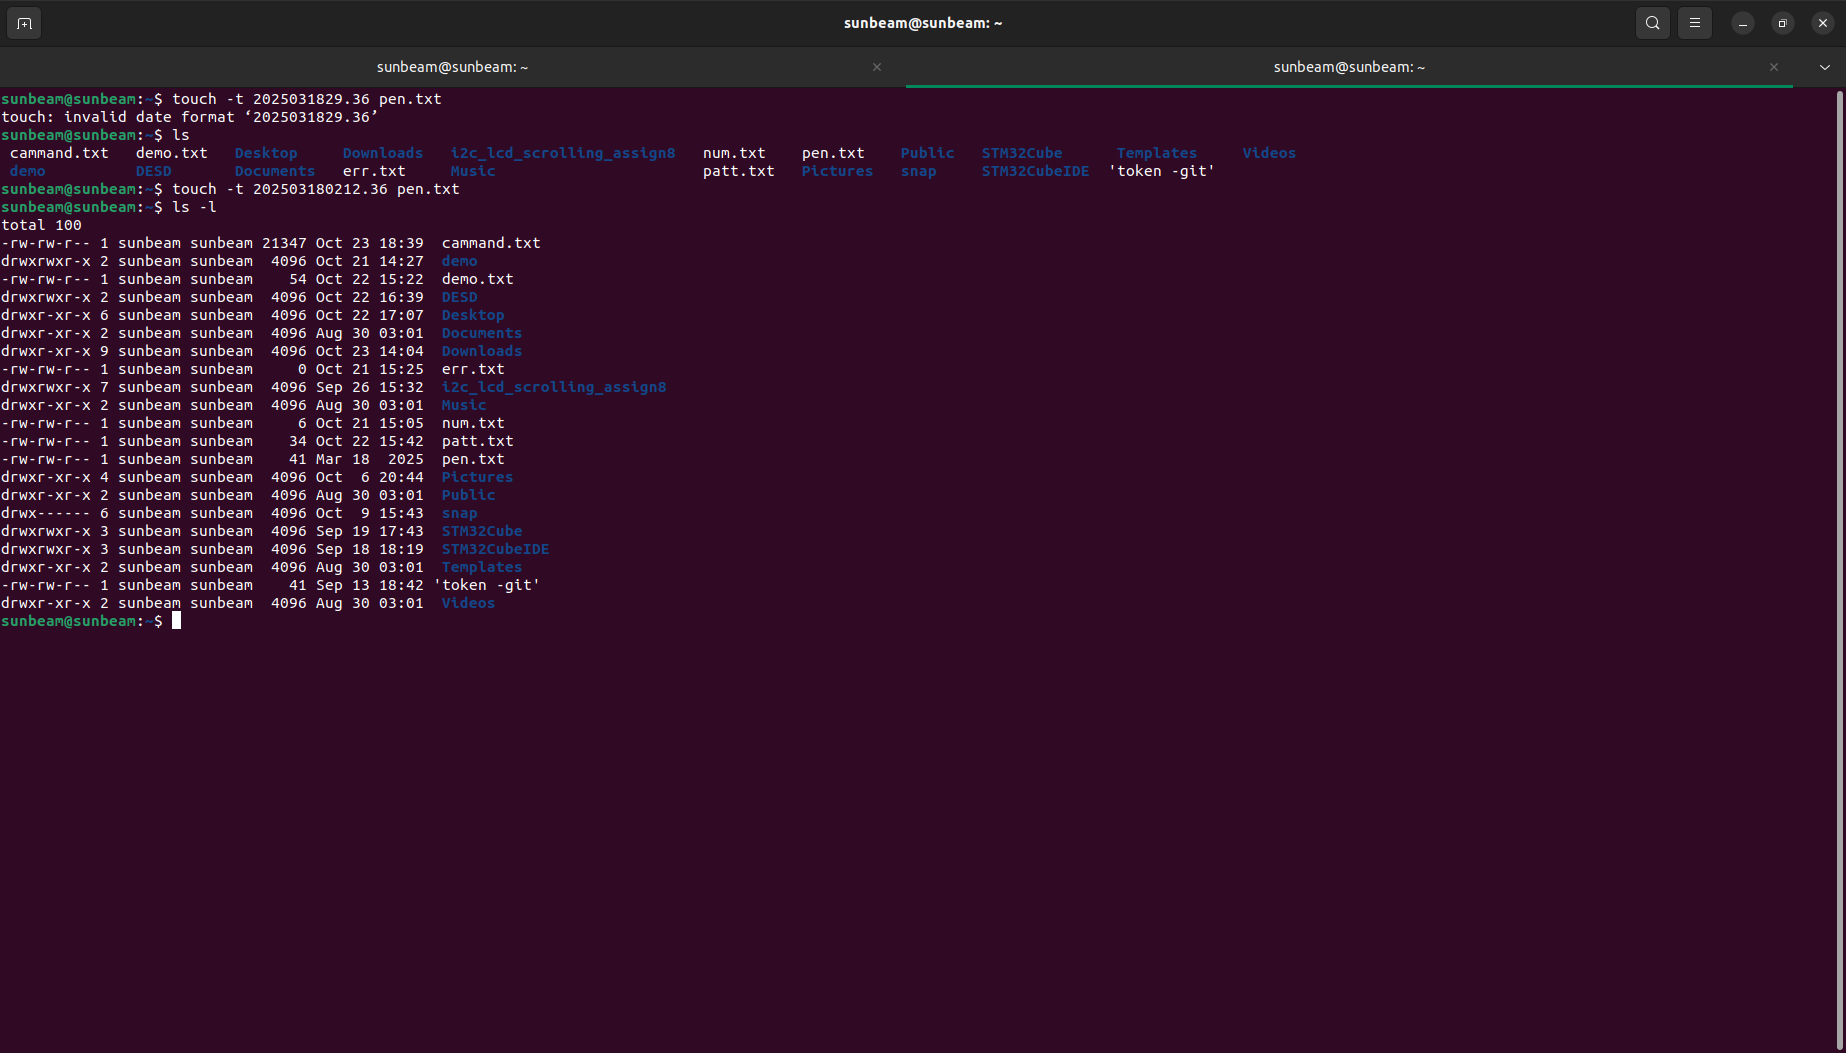 sunbeam@sunbeam: ~
sunbeam@sunbeam: ~
sunbeam@sunbeam: ~
sunbeam@sunbeam:~$ touch -t 2025031829.36 pen.txt
touch: invalid date format ‘2025031829.36’
sunbeam@sunbeam:~$ ls
 cammand.txt   demo.txt   Desktop     Downloads   i2c_lcd_scrolling_assign8   num.txt    pen.txt    Public   STM32Cube      Templates     Videos
 demo          DESD       Documents   err.txt     Music                       patt.txt   Pictures   snap     STM32CubeIDE  'token -git'
sunbeam@sunbeam:~$ touch -t 202503180212.36 pen.txt
sunbeam@sunbeam:~$ ls -l
total 100
-rw-rw-r-- 1 sunbeam sunbeam 21347 Oct 23 18:39  cammand.txt
drwxrwxr-x 2 sunbeam sunbeam  4096 Oct 21 14:27  demo
-rw-rw-r-- 1 sunbeam sunbeam    54 Oct 22 15:22  demo.txt
drwxrwxr-x 2 sunbeam sunbeam  4096 Oct 22 16:39  DESD
drwxr-xr-x 6 sunbeam sunbeam  4096 Oct 22 17:07  Desktop
drwxr-xr-x 2 sunbeam sunbeam  4096 Aug 30 03:01  Documents
drwxr-xr-x 9 sunbeam sunbeam  4096 Oct 23 14:04  Downloads
-rw-rw-r-- 1 sunbeam sunbeam     0 Oct 21 15:25  err.txt
drwxrwxr-x 7 sunbeam sunbeam  4096 Sep 26 15:32  i2c_lcd_scrolling_assign8
drwxr-xr-x 2 sunbeam sunbeam  4096 Aug 30 03:01  Music
-rw-rw-r-- 1 sunbeam sunbeam     6 Oct 21 15:05  num.txt
-rw-rw-r-- 1 sunbeam sunbeam    34 Oct 22 15:42  patt.txt
-rw-rw-r-- 1 sunbeam sunbeam    41 Mar 18  2025  pen.txt
drwxr-xr-x 4 sunbeam sunbeam  4096 Oct  6 20:44  Pictures
drwxr-xr-x 2 sunbeam sunbeam  4096 Aug 30 03:01  Public
drwx------ 6 sunbeam sunbeam  4096 Oct  9 15:43  snap
drwxrwxr-x 3 sunbeam sunbeam  4096 Sep 19 17:43  STM32Cube
drwxrwxr-x 3 sunbeam sunbeam  4096 Sep 18 18:19  STM32CubeIDE
drwxr-xr-x 2 sunbeam sunbeam  4096 Aug 30 03:01  Templates
-rw-rw-r-- 1 sunbeam sunbeam    41 Sep 13 18:42 'token -git'
drwxr-xr-x 2 sunbeam sunbeam  4096 Aug 30 03:01  Videos
sunbeam@sunbeam:~$